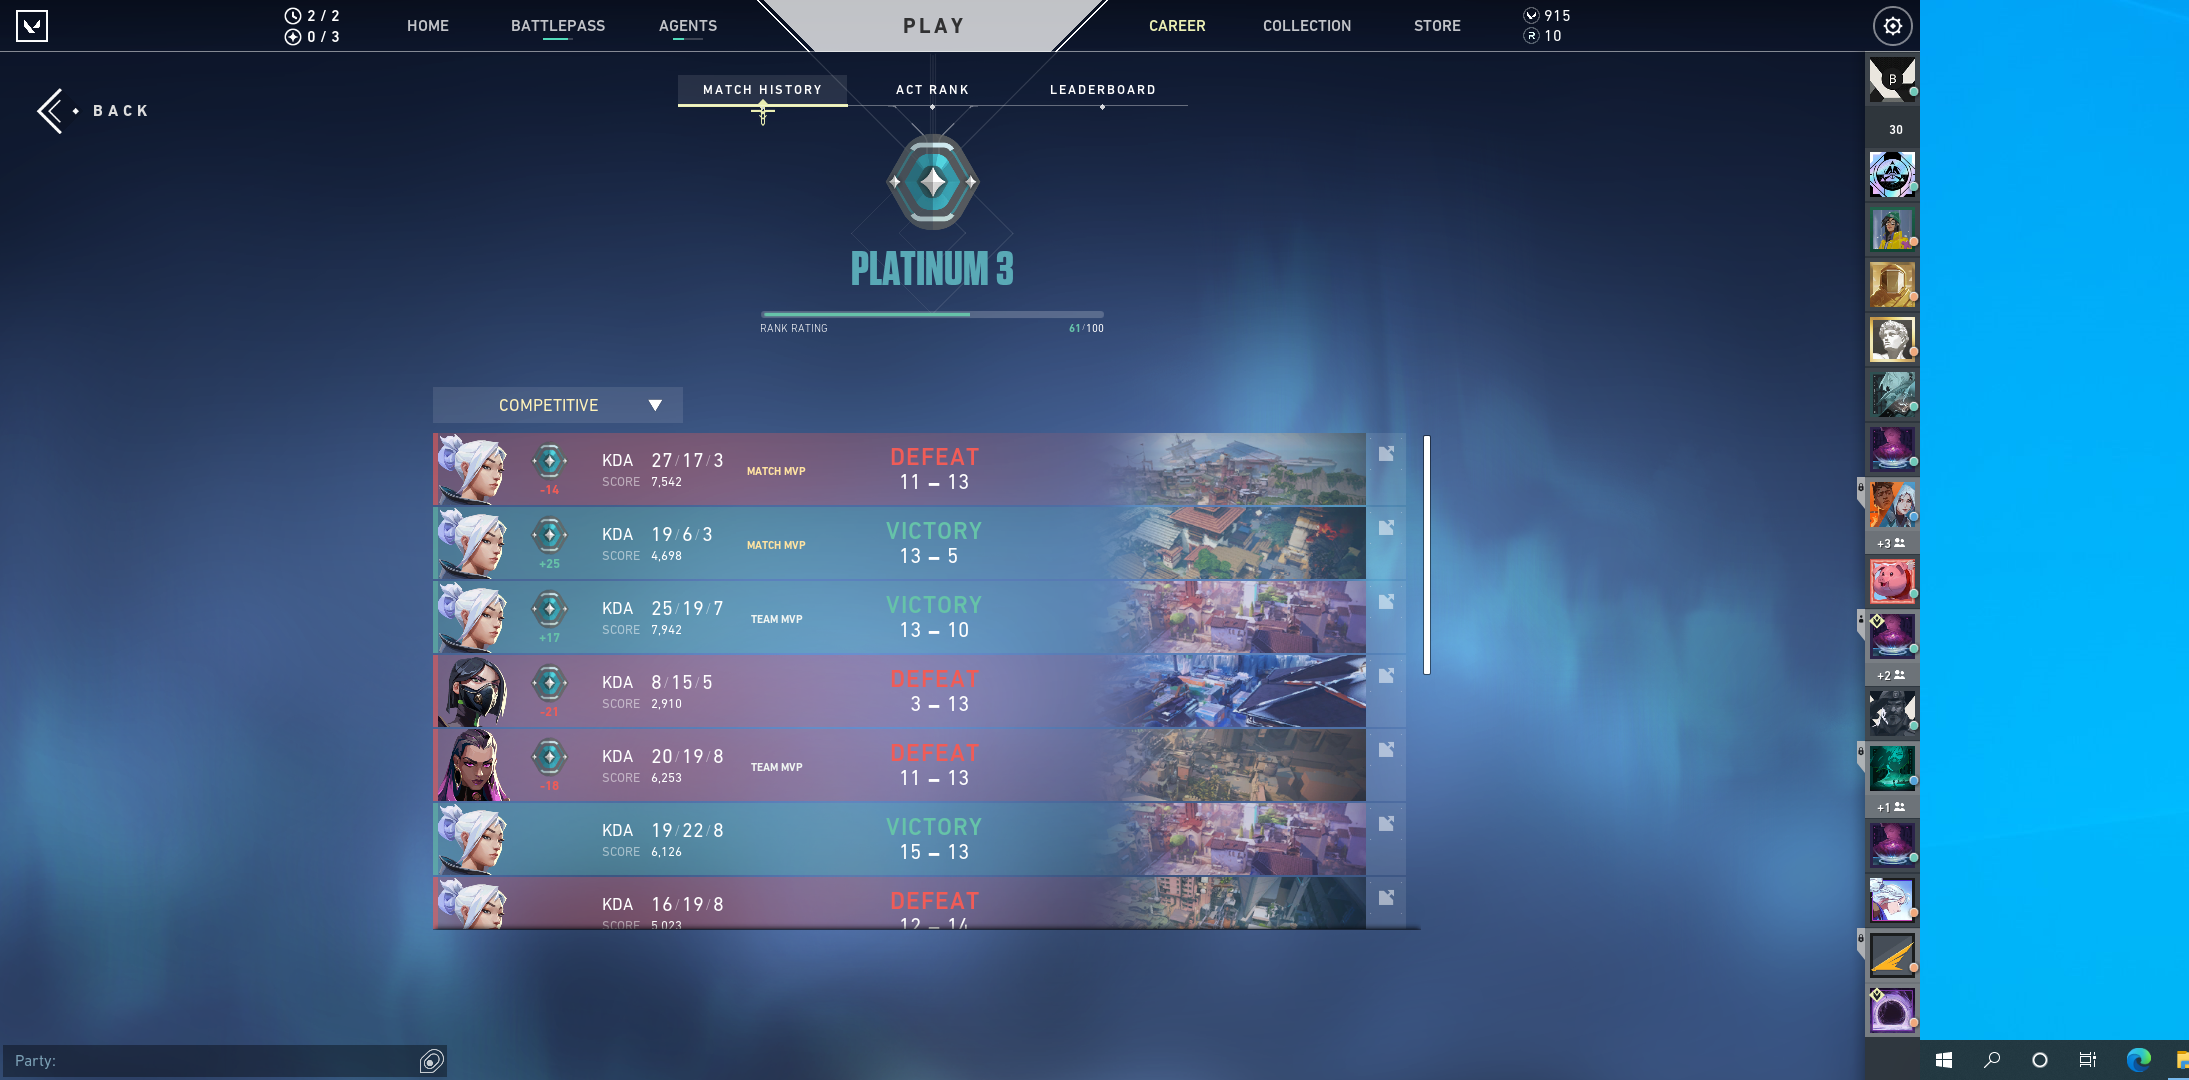 2 / 2
0 / 3
HOME
BATTLEPASS
AGENTS
PLAY
CAREER
COLLECTION
STORE
915
10
BACK
MATCH HISTORY
ACT RANK
LEADERBOARD
B
30
PLATINUM 3
RANK RATING
61/100
COMPETITIVE
KDA 27/17/3
MATCH MVP
DEFEAT
-14
SCORE 7,542
11 – 13
KDA 19/6/3
MATCH MVP
VICTORY
+25
SCORE 4,698
13 – 5
KDA 25/19/7
TEAM MVP
VICTORY
+17
SCORE 7,942
13 – 10
KDA 8/15/5
DEFEAT
-21
SCORE 2,910
3 – 13
KDA 20/19/8
TEAM MVP
DEFEAT
SCORE 6,253
11 – 13
KDA 19/22/8
VICTORY
SCORE 6,126
15 – 13
KDA 16/19/8
DEFEAT
SCORE 5,023
12 – 14
+3
+2
+1
Party: